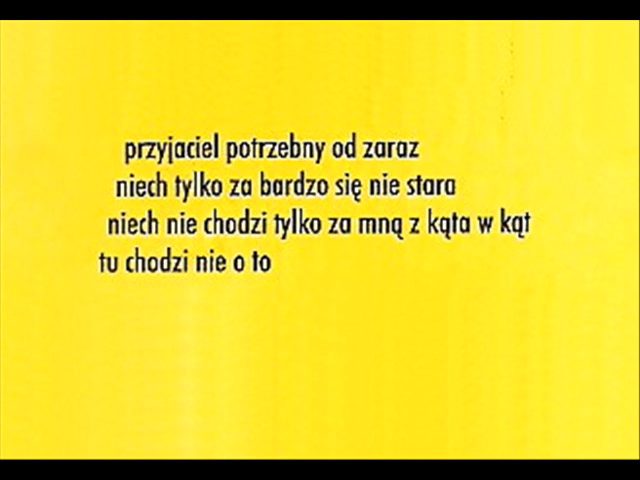 przyjaciel potrzebny od zaraz
niech tylko za bardzo się nie stara
niech nie chodzi tylko za mną z kąta w kąt
tu chodzi nie o to